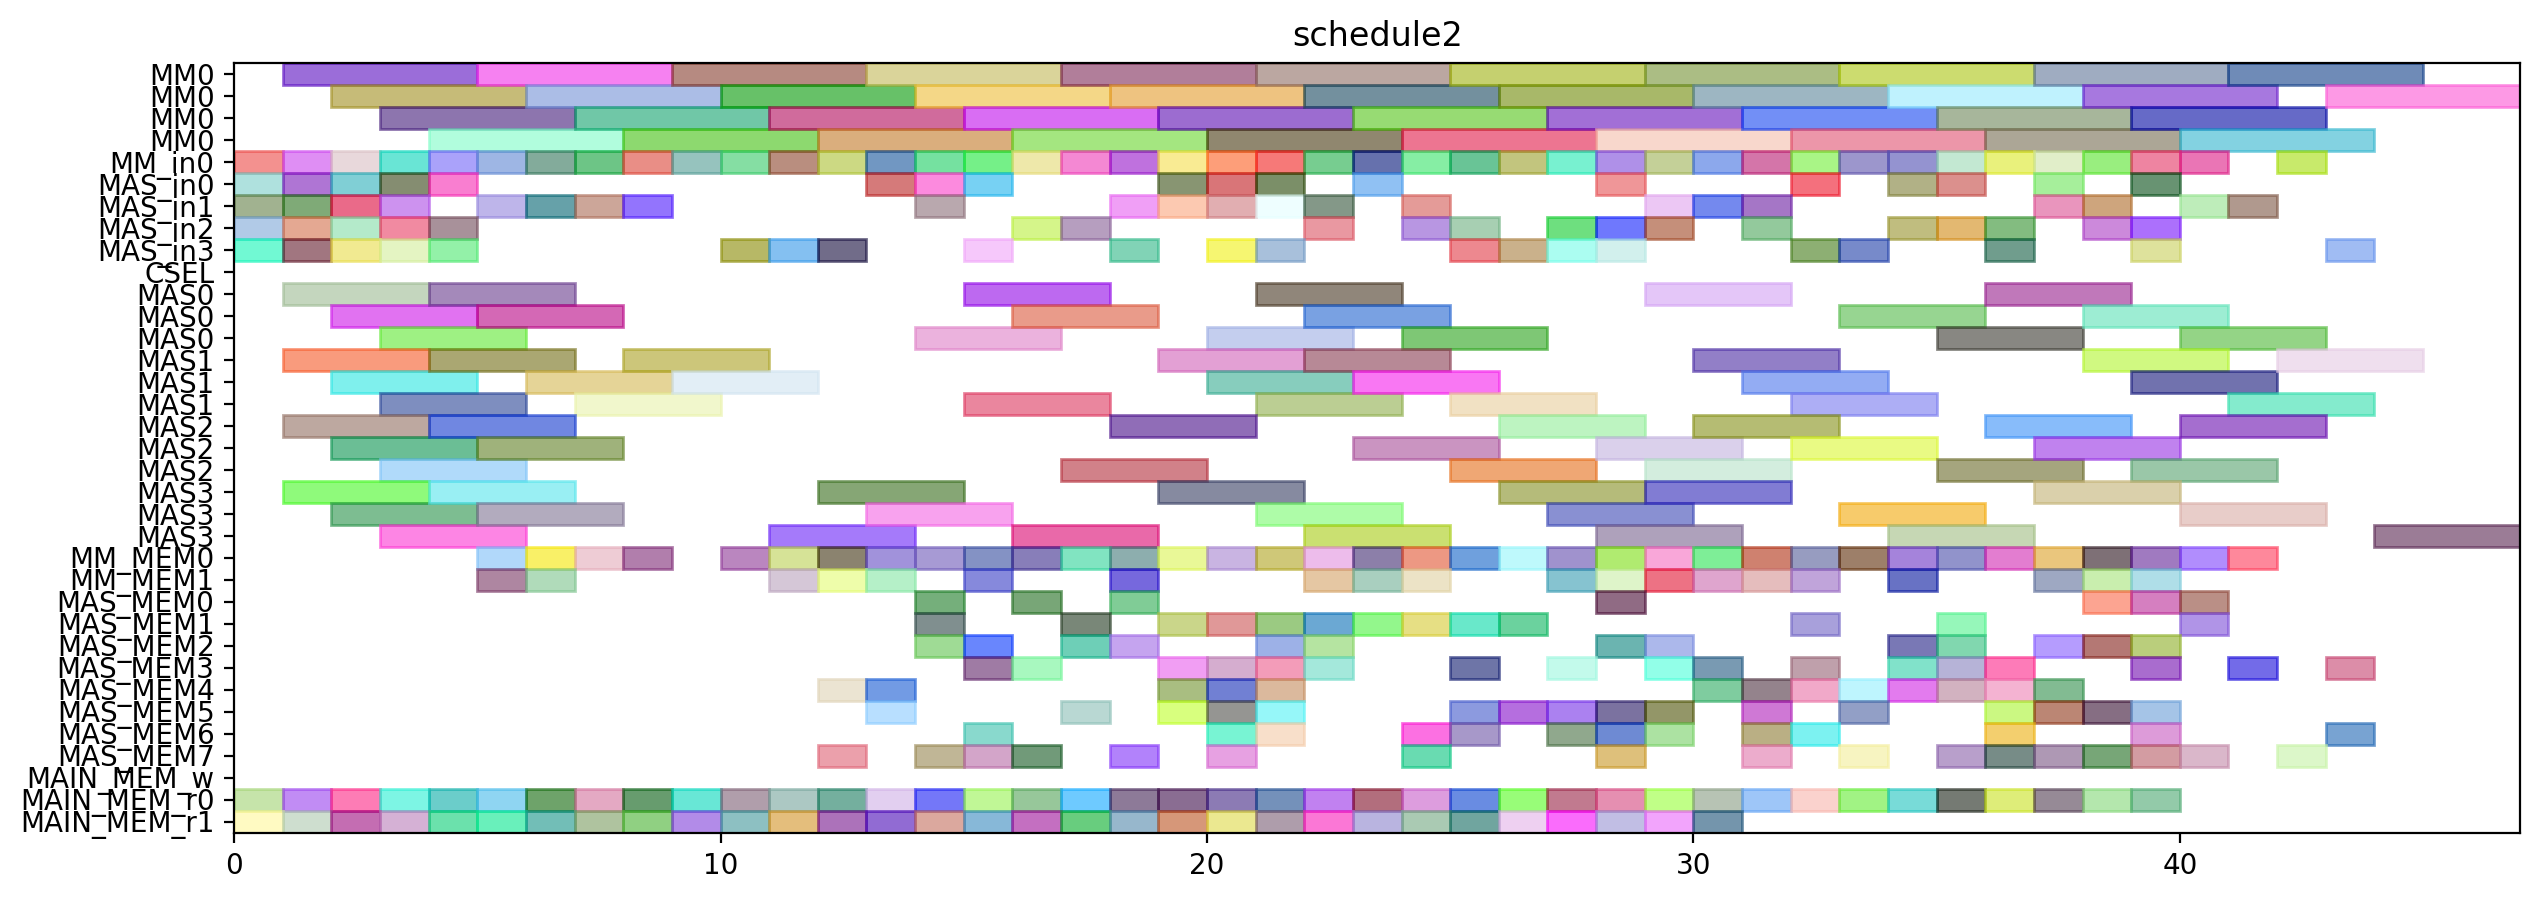 schedule2
MM0
MM0
MM0
MM0
MM_in0
MAS_in0
MAS_in1
MAS_in2
MAS_in3
CSEL
MAS0
MAS0
MAS0
MAS1
MAS1
MAS1
MAS2
MAS2
MAS2
MAS3
MAS3
MAS3
MM_MEM0
MM_MEM1
MAS_MEM0
MAS_MEM1
MAS_MEM2
MAS_MEM3
MAS_MEM4
MAS_MEM5
MAS_MEM6
MAS_MEM7
MAIN_MEM_w
MAIN_MEM_r0
MAIN_MEM_r1
0 10 20 30 40